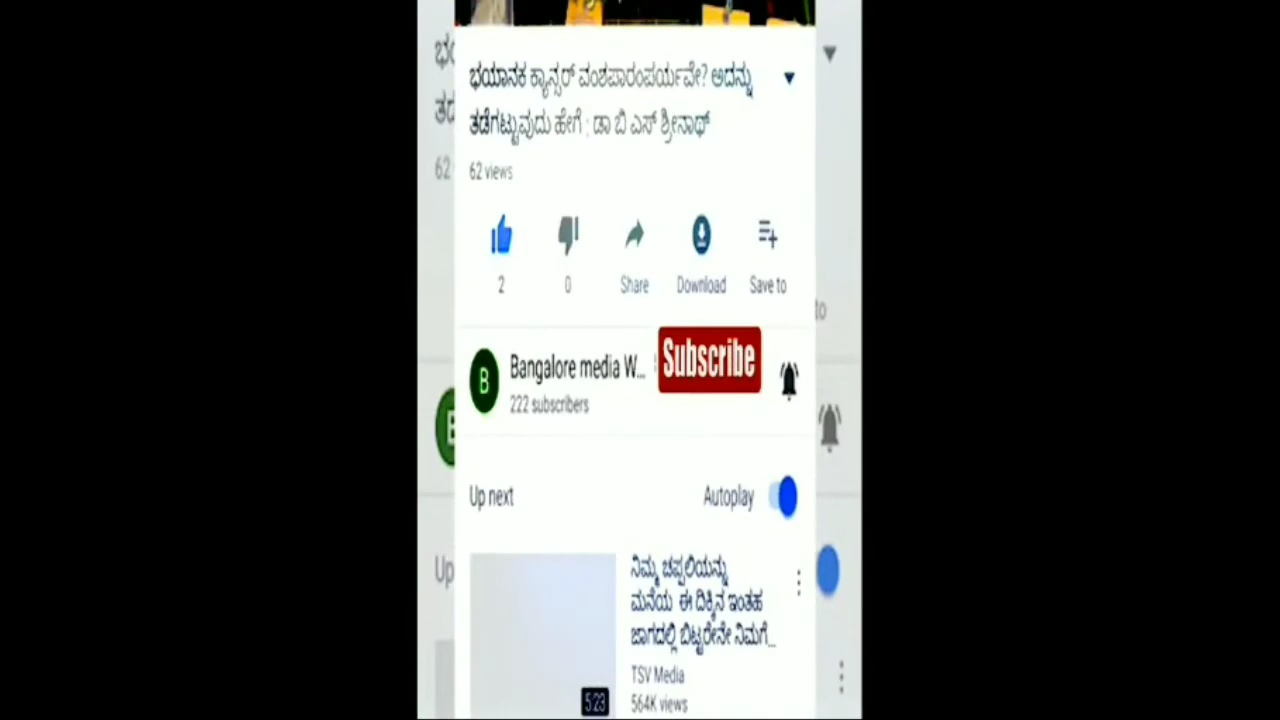 ಭಯಾನಕ ಕ್ಯಾನ್ಸರ್ ವಂಶಪಾರಂಪರ್ಯವೇ? ಅದನ್ನು
ತಡೆಗಟ್ಟುವುದು ಹೇಗೆ ; ಡಾ ಬಿ ಎಸ್ ಶ್ರೀನಾಥ್
62 views
2
0
Share
Download
Save to
Bangalore media W...
Subscribe
222 subscribers
Up next
Autoplay
ನಿಮ್ಮ ಚಪ್ಪಲಿಯನ್ನು
ಮನೆಯ ಈ ದಿಕ್ಕಿನ ಇಂತಹ
ಜಾಗದಲ್ಲಿ ಬಿಟ್ಟರೇನೇ ನಿಮಗೆ...
TSV Media
564K views
5:23